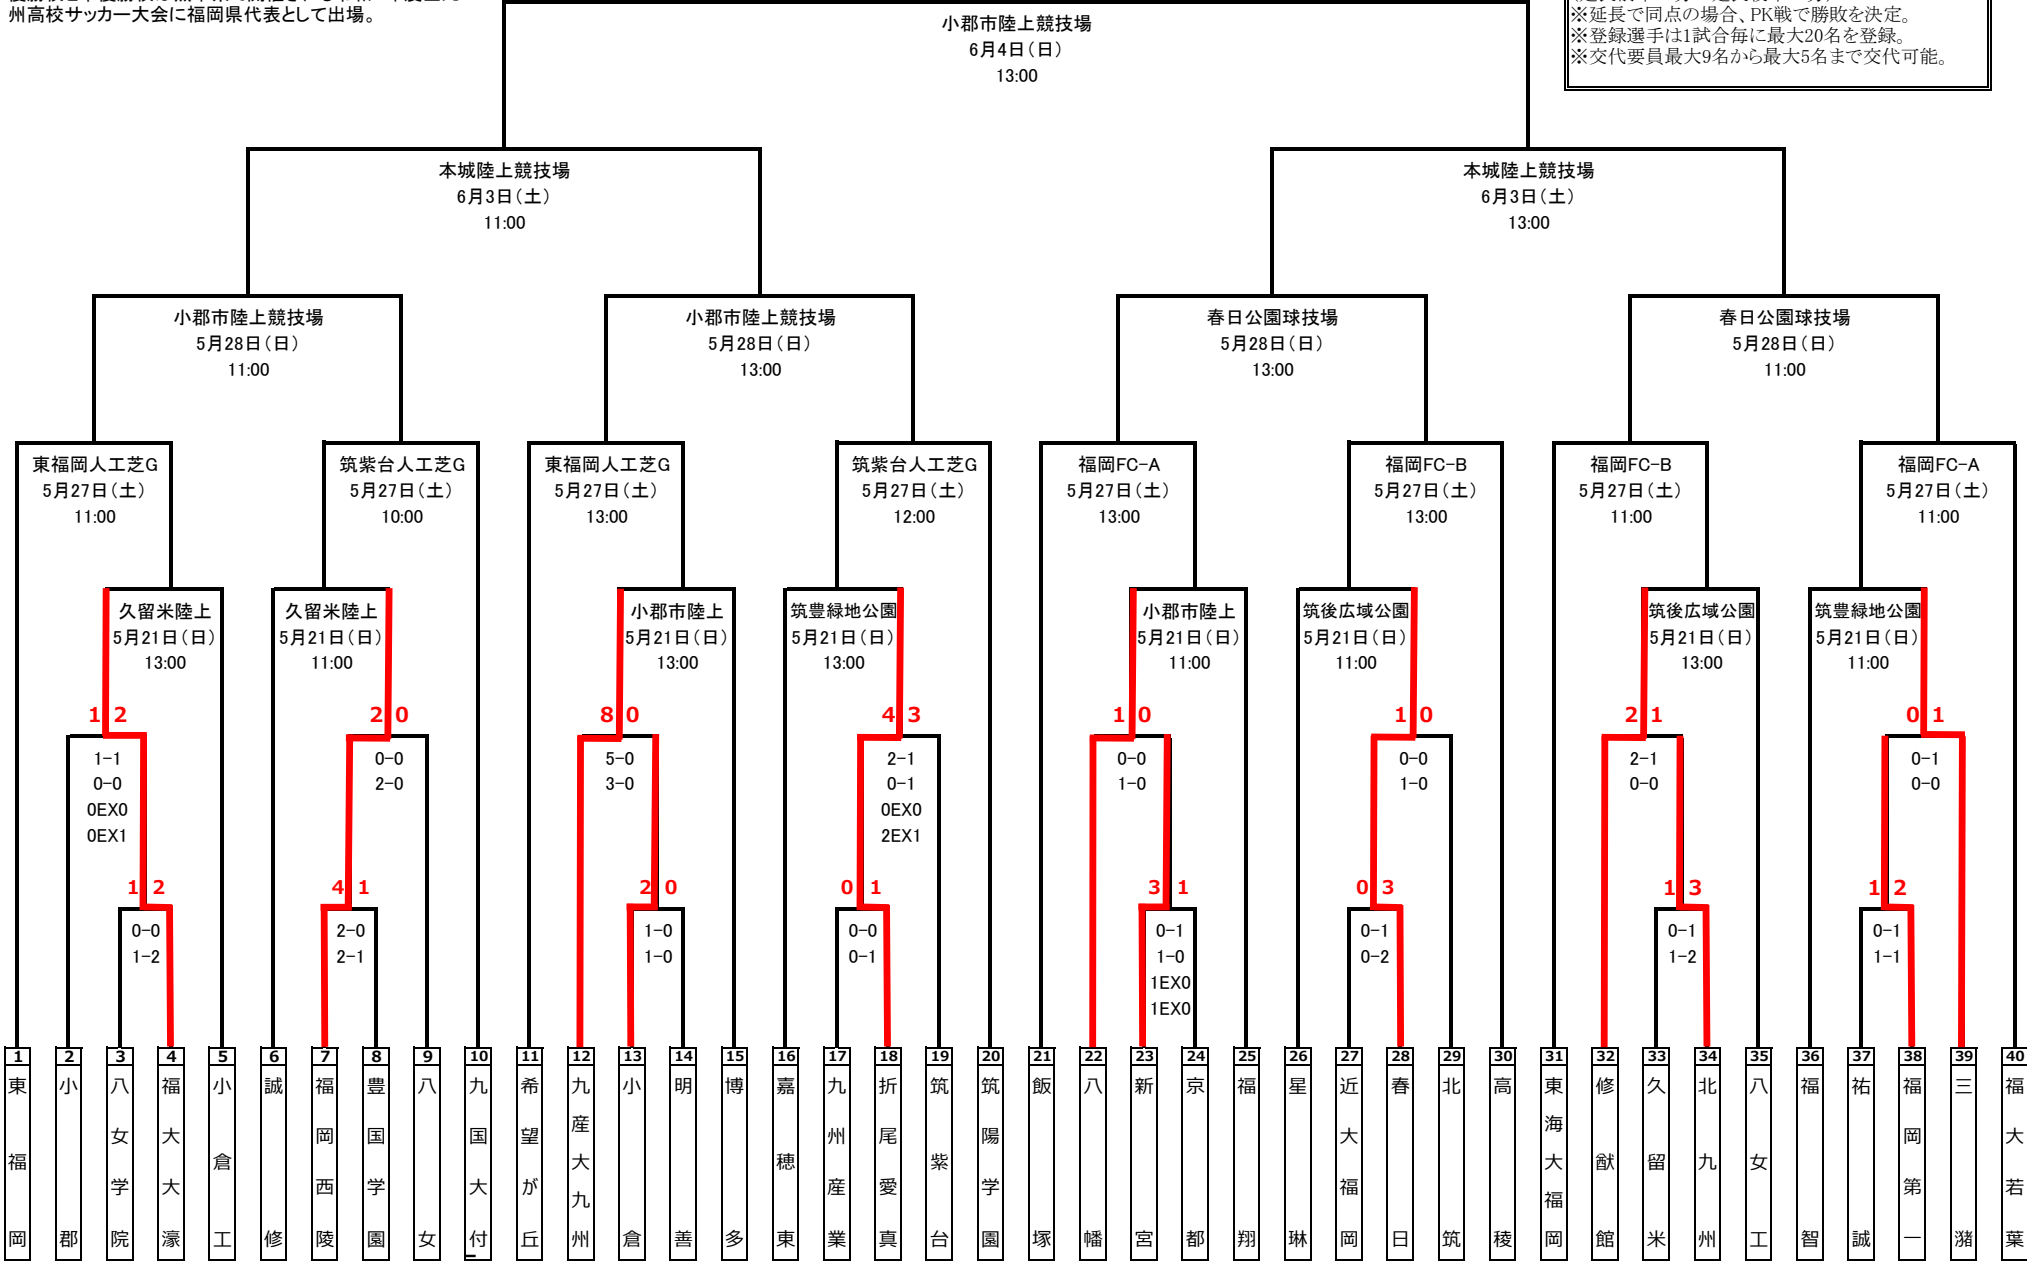 州高校サッカー大会に福岡県代表として出場。
※延長で同点の場合、PK戦で勝敗を決定。
※登録選手は1試合毎に最大20名を登録。
※交代要員最大9名から最大5名まで交代可能。
小郡市陸上競技場
6月4日(日)
13:00
本城陸上競技場
6月3日(土)
11:00
本城陸上競技場
6月3日(土)
13:00
小郡市陸上競技場
5月28日(日)
11:00
小郡市陸上競技場
5月28日(日)
13:00
春日公園球技場
5月28日(日)
13:00
春日公園球技場
5月28日(日)
11:00
東福岡人工芝G
5月27日(土)
11:00
筑紫台人工芝G
5月27日(土)
10:00
東福岡人工芝G
5月27日(土)
13:00
筑紫台人工芝G
5月27日(土)
12:00
福岡FC-A
5月27日(土)
13:00
福岡FC-B
5月27日(土)
13:00
福岡FC-B
5月27日(土)
11:00
福岡FC-A
5月27日(土)
11:00
久留米陸上
5月21日(日)
13:00
久留米陸上
5月21日(日)
11:00
小郡市陸上
5月21日(日)
13:00
筑豊緑地公園
5月21日(日)
13:00
小郡市陸上
5月21日(日)
11:00
筑後広域公園
5月21日(日)
11:00
筑後広域公園
5月21日(日)
13:00
筑豊緑地公園
5月21日(日)
11:00
1 2
1-1
0-0
0EX0
0EX1
2 0
0-0
2-0
8 0
5-0
3-0
4 3
2-1
0-1
0EX0
2EX1
1 0
0-0
1-0
1 0
0-0
1-0
2 1
2-1
0-0
0 1
0-1
0-0
1 2
0-0
1-2
4 1
2-0
2-1
2 0
1-0
1-0
0 1
0-0
0-1
3 1
0-1
1-0
1EX0
1EX0
0 3
0-1
0-2
1 3
0-1
1-2
1 2
0-1
1-1
1 東福岡
2 小郡
3 八女学院
4 福大大濠
5 小倉工
6 誠修
7 福岡西陵
8 豊国学園
9 八女
10 九国大付
11 希望が丘
12 九産大九州
13 小倉
14 明善
15 博多
16 嘉穂東
17 九州産業
18 折尾愛真
19 筑紫台
20 筑陽学園
21 飯塚
22 八幡
23 新宮
24 京都
25 福翔
26 星琳
27 近大福岡
28 春日
29 北筑
30 高稜
31 東海大福岡
32 修猷館
33 久留米
34 北九州
35 八女工
36 福智
37 祐誠
38 福岡第一
39 三潴
40 福大若葉